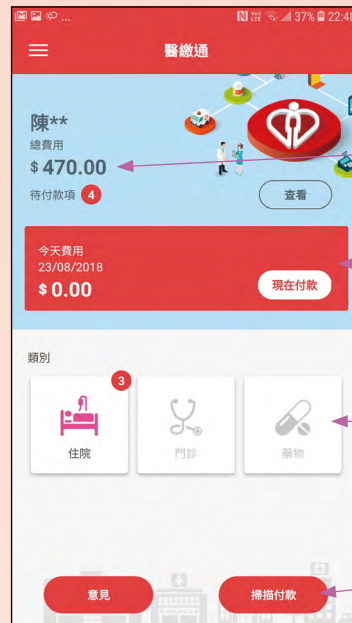 ... 37% 22:48
醫繳通
陳**
總費用
$ 470.00
待付款項 4
查看
今天費用
23/08/2018
$ 0.00
現在付款
類別
3
住院 門診 藥物
意見 掃描付款